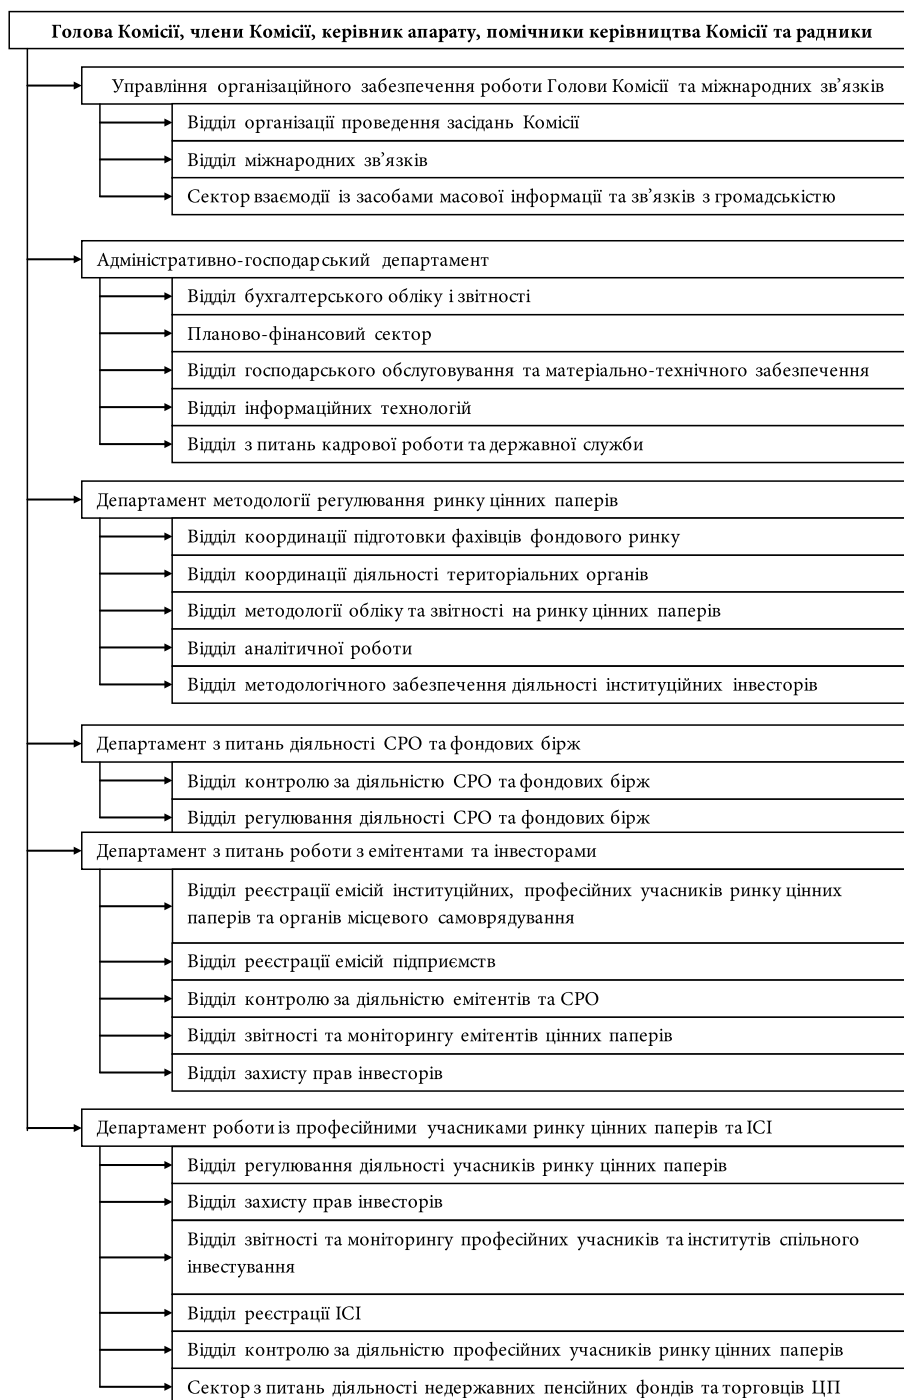 Голова Комісії, члени Комісії, керівник апарату, помічники керівництва Комісії та радники
Управління організаційного забезпечення роботи Голови Комісії та міжнародних зв’язків
Відділ організації проведення засідань Комісії
Відділ міжнародних зв’язків
Сектор взаємодії із засобами масової інформації та зв’язків з громадськістю
Адміністративно-господарський департамент
Відділ бухгалтерського обліку і звітності
Планово-фінансовий сектор
Відділ господарського обслуговування та матеріально-технічного забезпечення
Відділ інформаційних технологій
Відділ з питань кадрової роботи та державної служби
Департамент методології регулювання ринку цінних паперів
Відділ координації підготовки фахівців фондового ринку
Відділ координації діяльності територіальних органів
Відділ методології обліку та звітності на ринку цінних паперів
Відділ аналітичної роботи
Відділ методологічного забезпечення діяльності інституційних інвесторів
Департамент з питань діяльності СРО та фондових бірж
Відділ контролю за діяльністю СРО та фондових бірж
Відділ регулювання діяльності СРО та фондових бірж
Департамент з питань роботи з емітентами та інвесторами
Відділ реєстрації емісій інституційних, професійних учасників ринку цінних
паперів та органів місцевого самоврядування
Відділ реєстрації емісій підприємств
Відділ контролю за діяльністю емітентів та СРО
Відділ звітності та моніторингу емітентів цінних паперів
Відділ захисту прав інвесторів
Департамент роботи із професійними учасниками ринку цінних паперів та ІСІ
Відділ регулювання діяльності учасників ринку цінних паперів
Відділ захисту прав інвесторів
Відділ звітності та моніторингу професійних учасників та інститутів спільного
інвестування
Відділ реєстрації ІСІ
Відділ контролю за діяльністю професійних учасників ринку цінних паперів
Сектор з питань діяльності недержавних пенсійних фондів та торговців ЦП